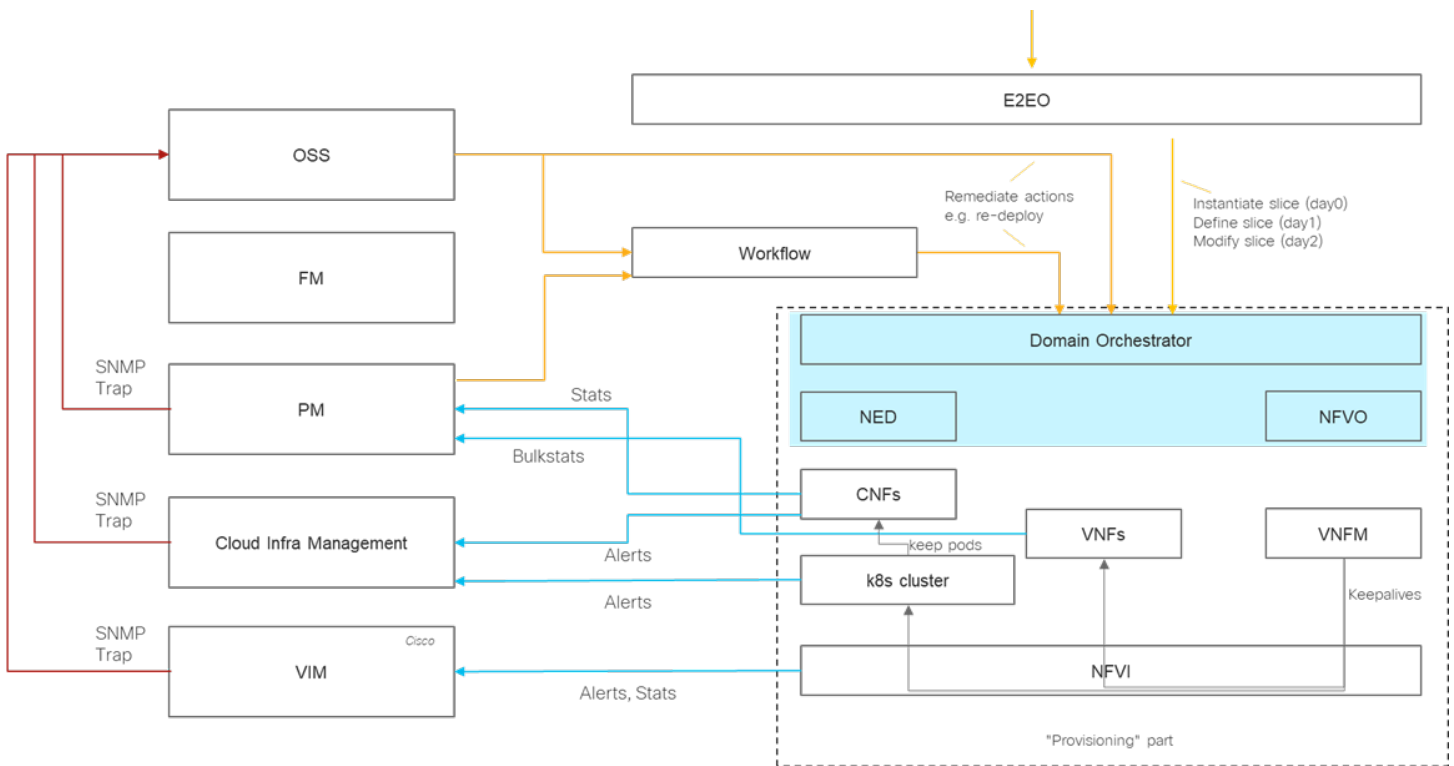 E2EO
OSS
Remediate actions
e.g. re-deploy
Instantiate slice (day0)
Define slice (day1)
Modify slice (day2)
Workflow
FM
Domain Orchestrator
SNMP
Trap
PM
Stats
Bulkstats
NED
NFVO
CNFs
SNMP
Trap
Cloud Infra Management
Alerts
keep pods
VNFs
VNFM
k8s cluster
Alerts
Keepalives
SNMP
Trap
Cisco
VIM
Alerts, Stats
NFVI
"Provisioning" part